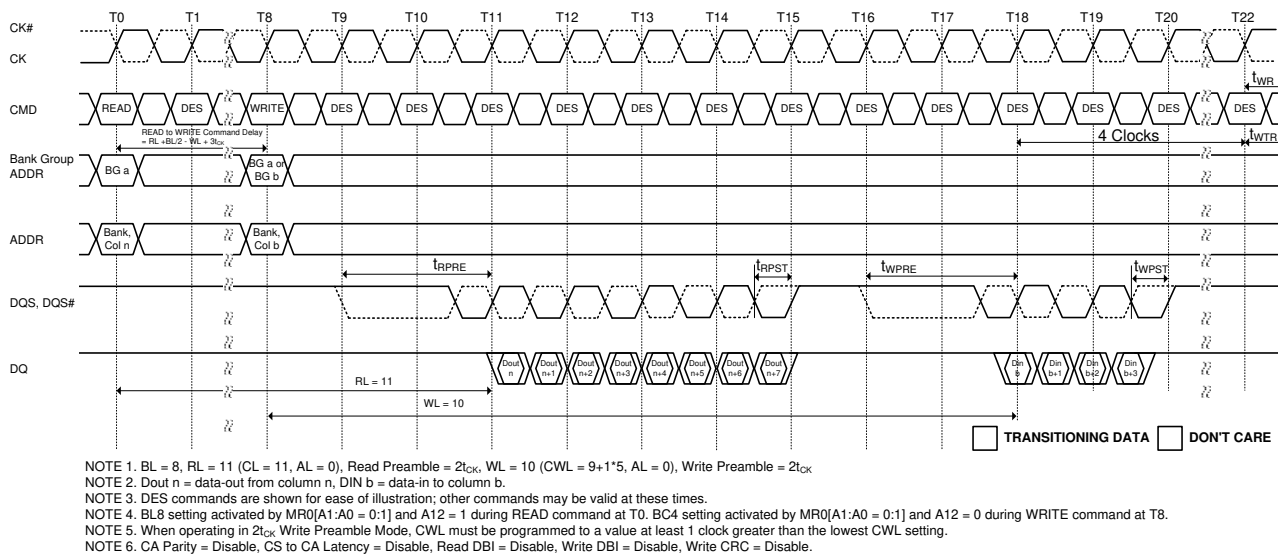 T0 T1 T8 T9 T10 T11 T12 T13 T14 T15 T16 T17 T18 T19 T20 T22
CK#
CK
tWR
CMD READ DES WRITE DES DES DES DES DES DES DES DES DES DES DES DES DES
READ to WRITE Command Delay
= RL +BL/2 - WL + 3tCK
4 Clocks
tWTR
Bank Group
ADDR
BG a
BG a or
BG b
ADDR
Bank,
Col n
Bank,
Col b
tRPRE tRPST tWPRE tWPST
DQS, DQS#
DQ
Dout
n
Dout
n+1
Dout
n+2
Dout
n+3
Dout
n+4
Dout
n+5
Dout
n+6
Dout
n+7
Din
b
Din
b+1
Din
b+2
Din
b+3
RL = 11
WL = 10
TRANSITIONING DATA DON'T CARE
NOTE 1. BL = 8, RL = 11 (CL = 11, AL = 0), Read Preamble = 2tCK, WL = 10 (CWL = 9+1*5, AL = 0), Write Preamble = 2tCK
NOTE 2. Dout n = data-out from column n, DIN b = data-in to column b.
NOTE 3. DES commands are shown for ease of illustration; other commands may be valid at these times.
NOTE 4. BL8 setting activated by MR0[A1:A0 = 0:1] and A12 = 1 during READ command at T0. BC4 setting activated by MR0[A1:A0 = 0:1] and A12 = 0 during WRITE command at T8.
NOTE 5. When operating in 2tCK Write Preamble Mode, CWL must be programmed to a value at least 1 clock greater than the lowest CWL setting.
NOTE 6. CA Parity = Disable, CS to CA Latency = Disable, Read DBI = Disable, Write DBI = Disable, Write CRC = Disable.